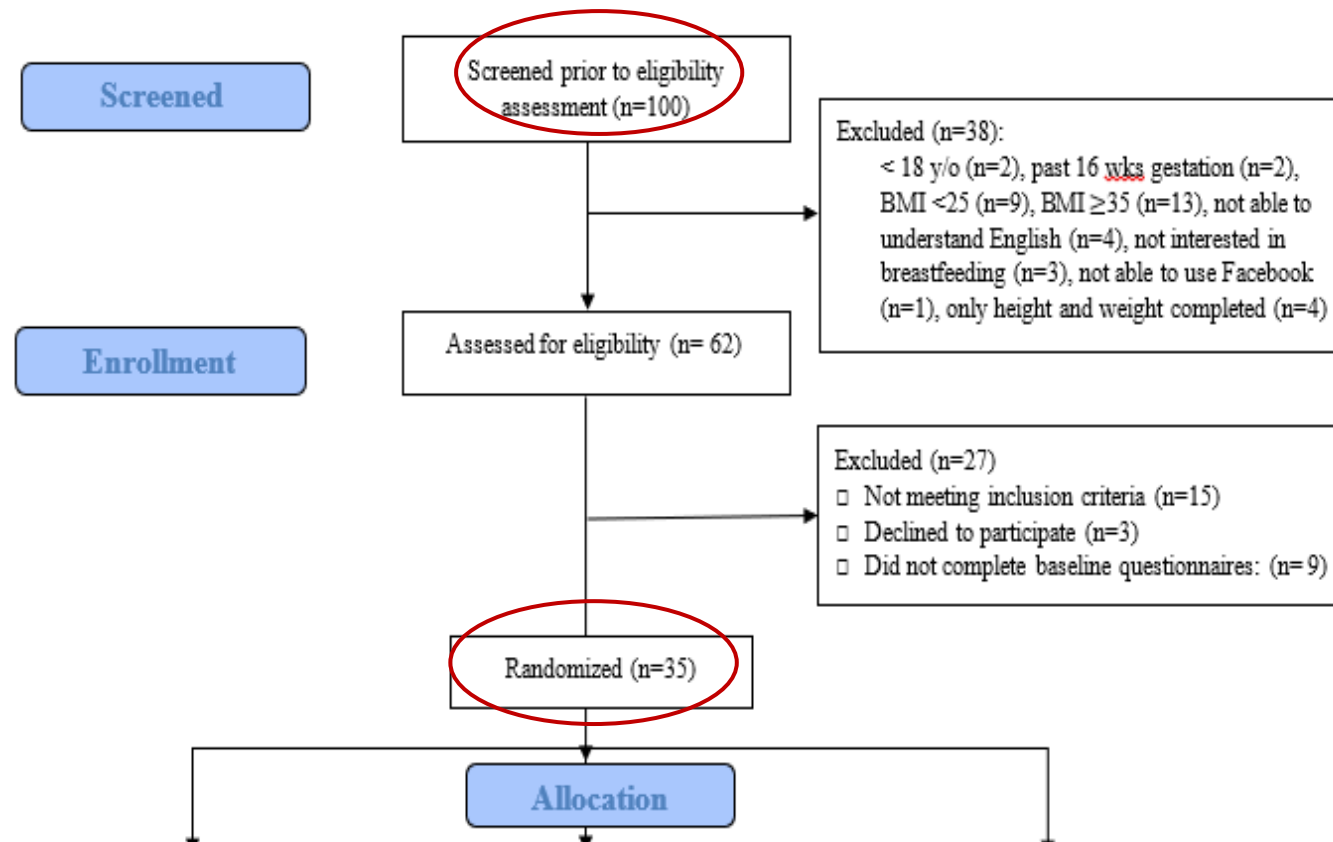 Screened
Screened prior to eligibility
assessment (n=100)
Excluded (n=38):
< 18 y/o (n=2), past 16 wks gestation (n=2),
BMI <25 (n=9), BMI ≥35 (n=13), not able to
understand English (n=4), not interested in
breastfeeding (n=3), not able to use Facebook
(n=1), only height and weight completed (n=4)
Enrollment
Assessed for eligibility (n= 62)
Excluded (n=27)
□ Not meeting inclusion criteria (n=15)
□ Declined to participate (n=3)
□ Did not complete baseline questionnaires: (n= 9)
Randomized (n=35)
Allocation